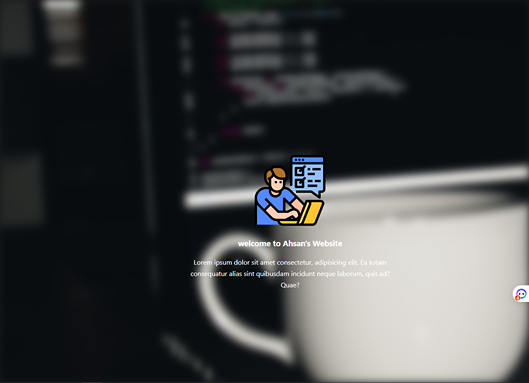 welcome to Ahsan's Website
Lorem ipsum dolor sit amet consectetur, adipisicing elit. Ea totam
consequatur alias sint quibusdam incidunt neque laborum, quis ad?
Quae?